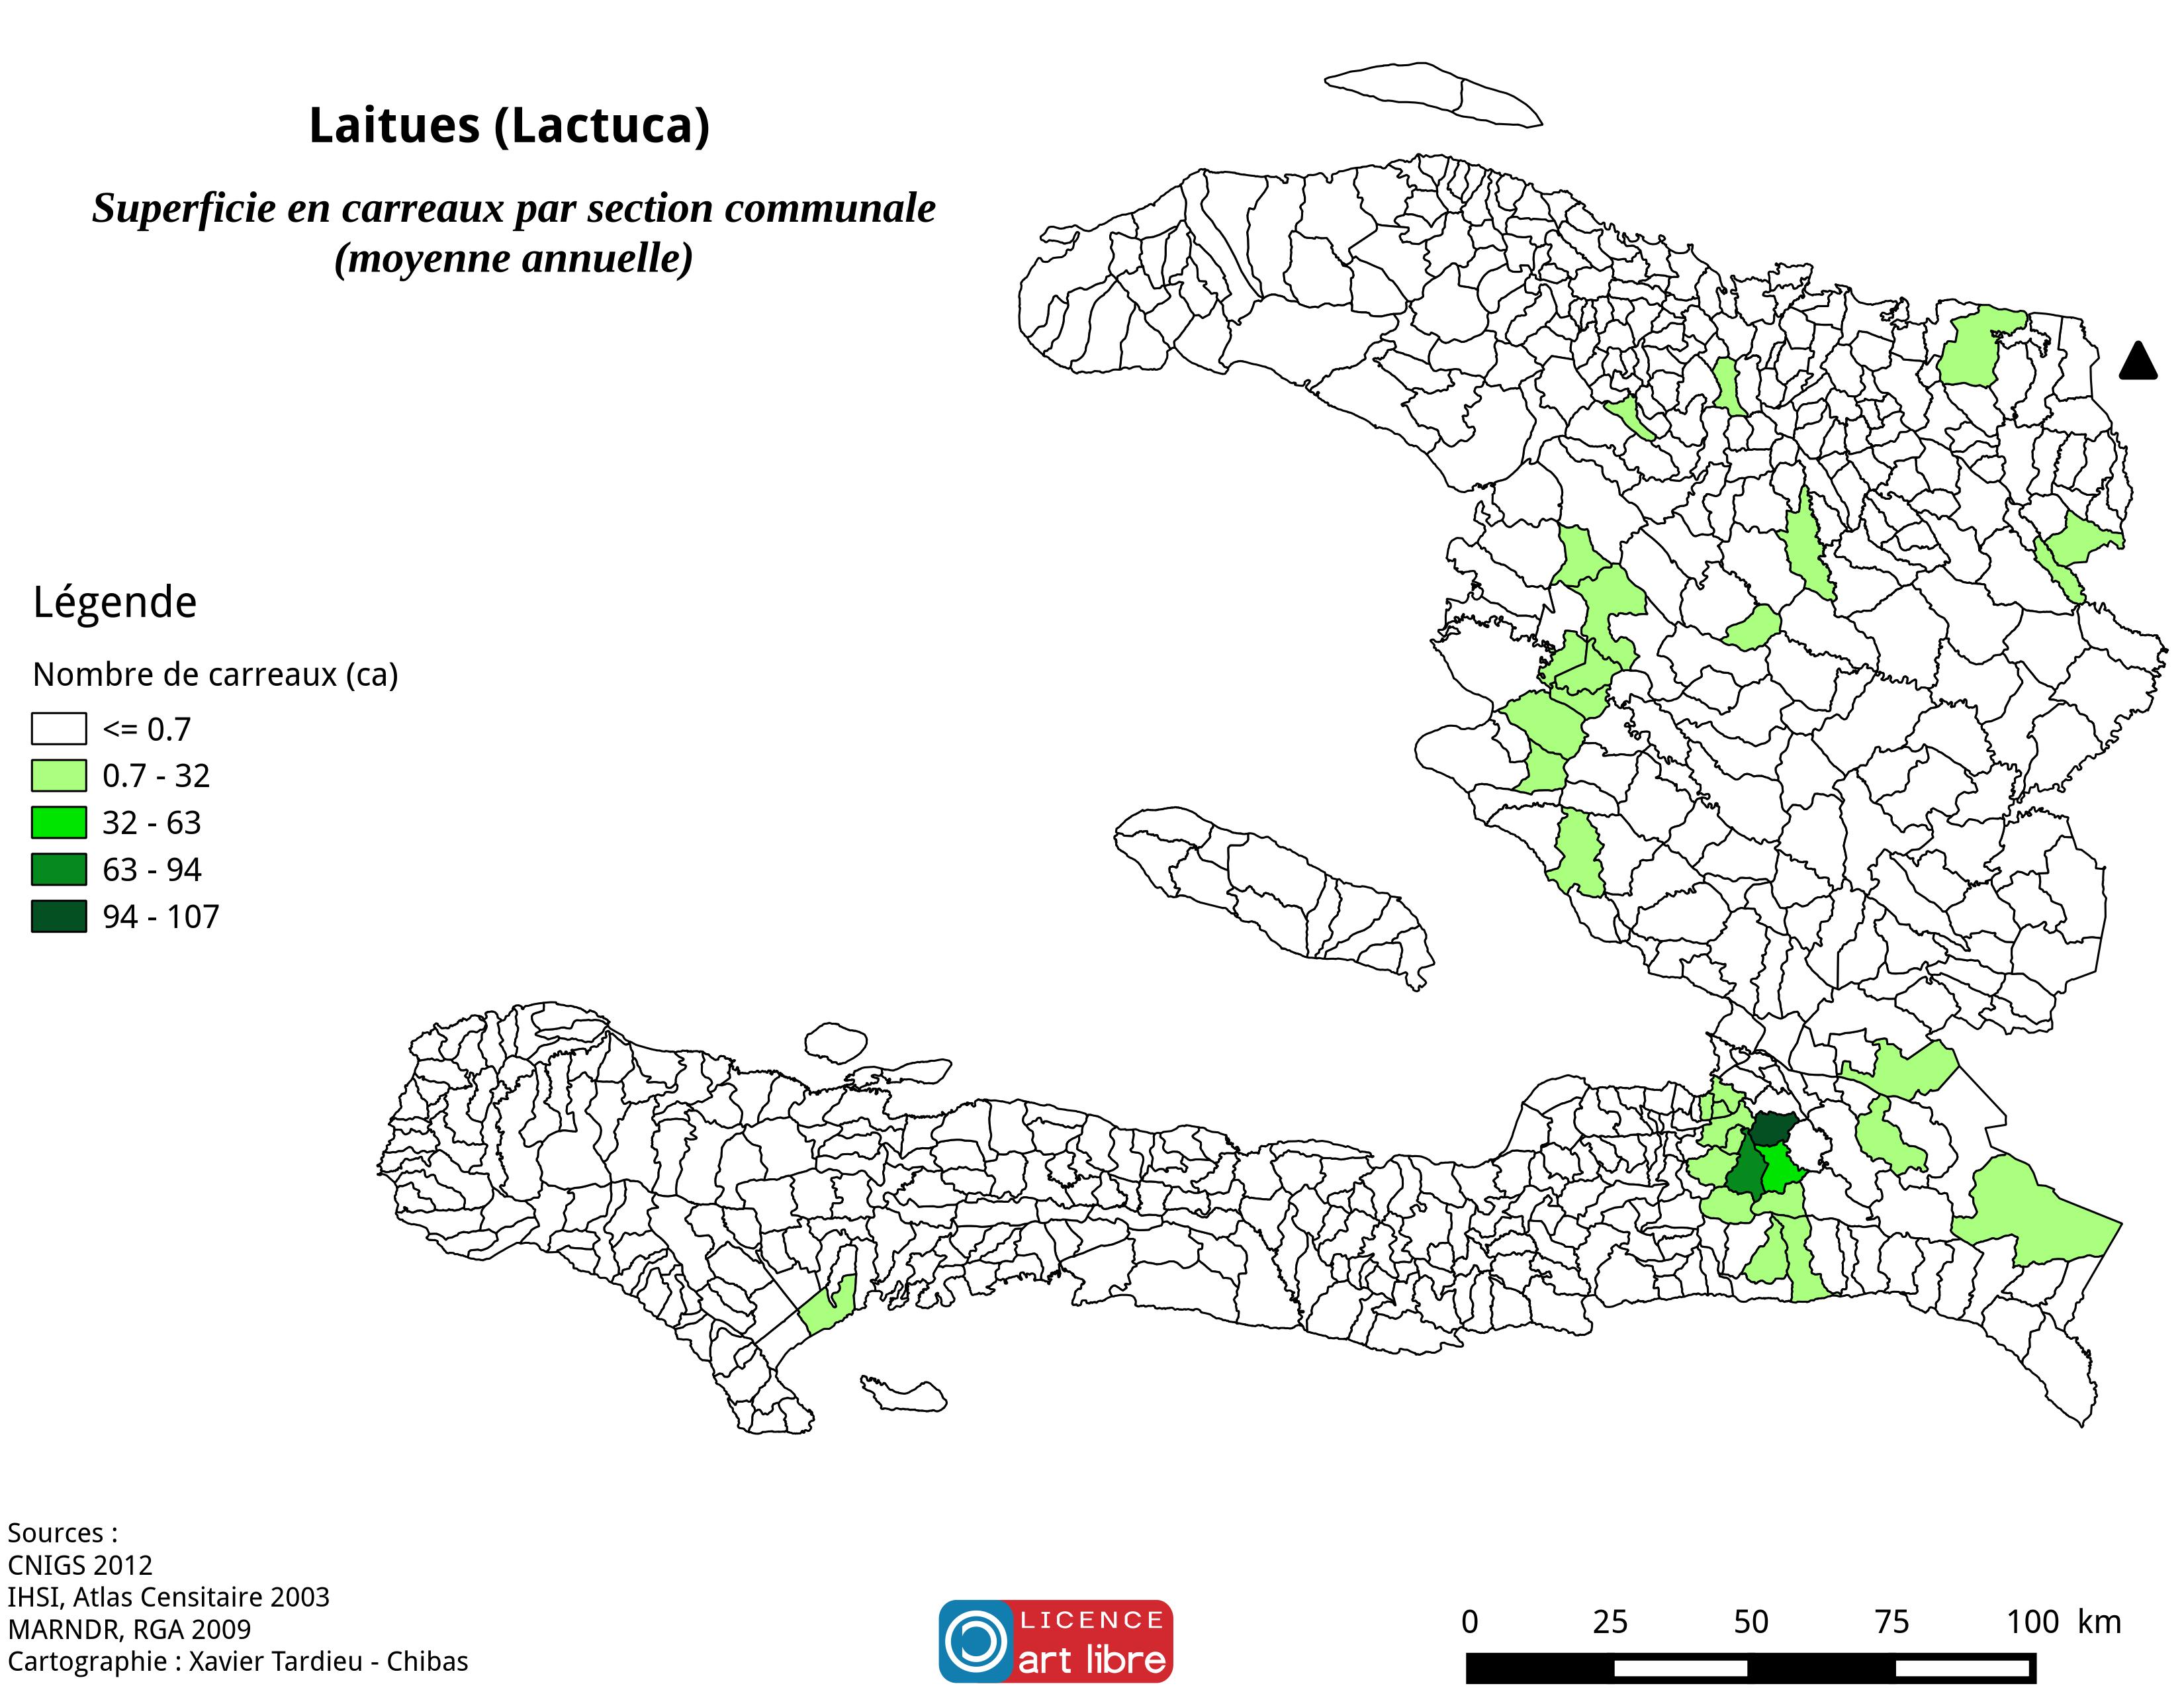 Laitues (Lactuca)
Superficie en carreaux par section communale
(moyenne annuelle)
Légende
Nombre de carreaux (ca)
<= 0.7
0.7 - 32
32 - 63
63 - 94
94 - 107
Sources :
CNIGS 2012
IHSI, Atlas Censitaire 2003
MARNDR, RGA 2009
Cartographie : Xavier Tardieu - Chibas
LICENCE
art libre
0 25 50 75 100 km